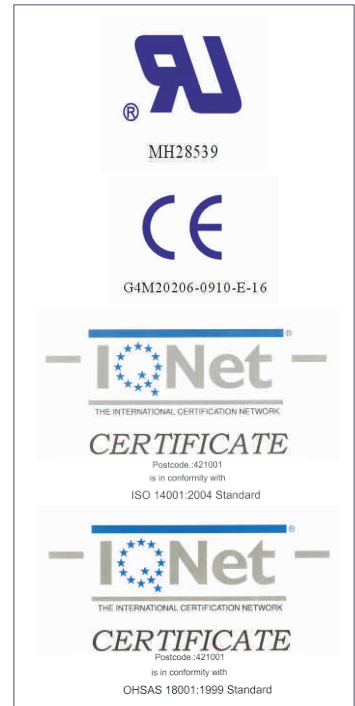 RU
®
MH28539
CE
G4M20206-0910-E-16
®
IQNet
THE INTERNATIONAL CERTIFICATION NETWORK
CERTIFICATE
Postcode.:421001
is in conformity with
ISO 14001:2004 Standard
®
IQNet
THE INTERNATIONAL CERTIFICATION NETWORK
CERTIFICATE
Postcode.:421001
is in conformity with
OHSAS 18001:1999 Standard